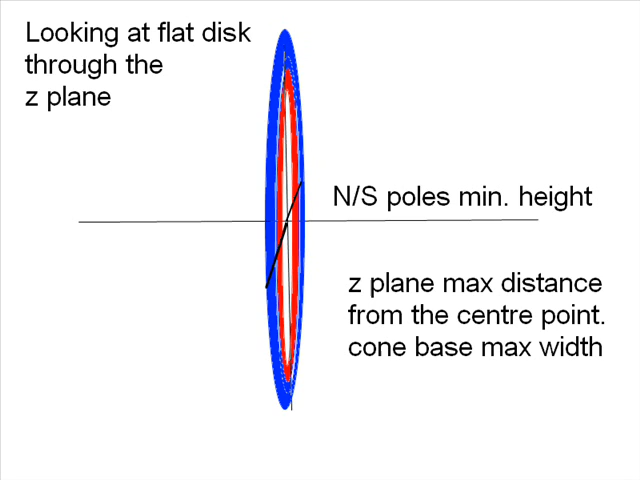 Looking at flat disk
through the
z plane
N/S poles min. height
z plane max distance
from the centre point.
cone base max width